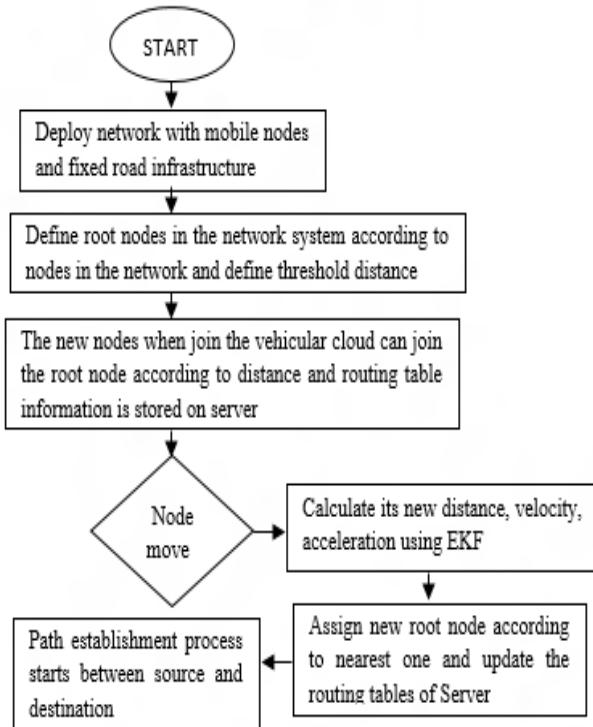 START
Deploy network with mobile nodes
and fixed road infrastructure
Define root nodes in the network system according to
nodes in the network and define threshold distance
The new nodes when join the vehicular cloud can join
the root node according to distance and routing table
information is stored on server
Node
move
Calculate its new distance, velocity,
acceleration using EKF
Assign new root node according
to nearest one and update the
routing tables of Server
Path establishment process
starts between source and
destination